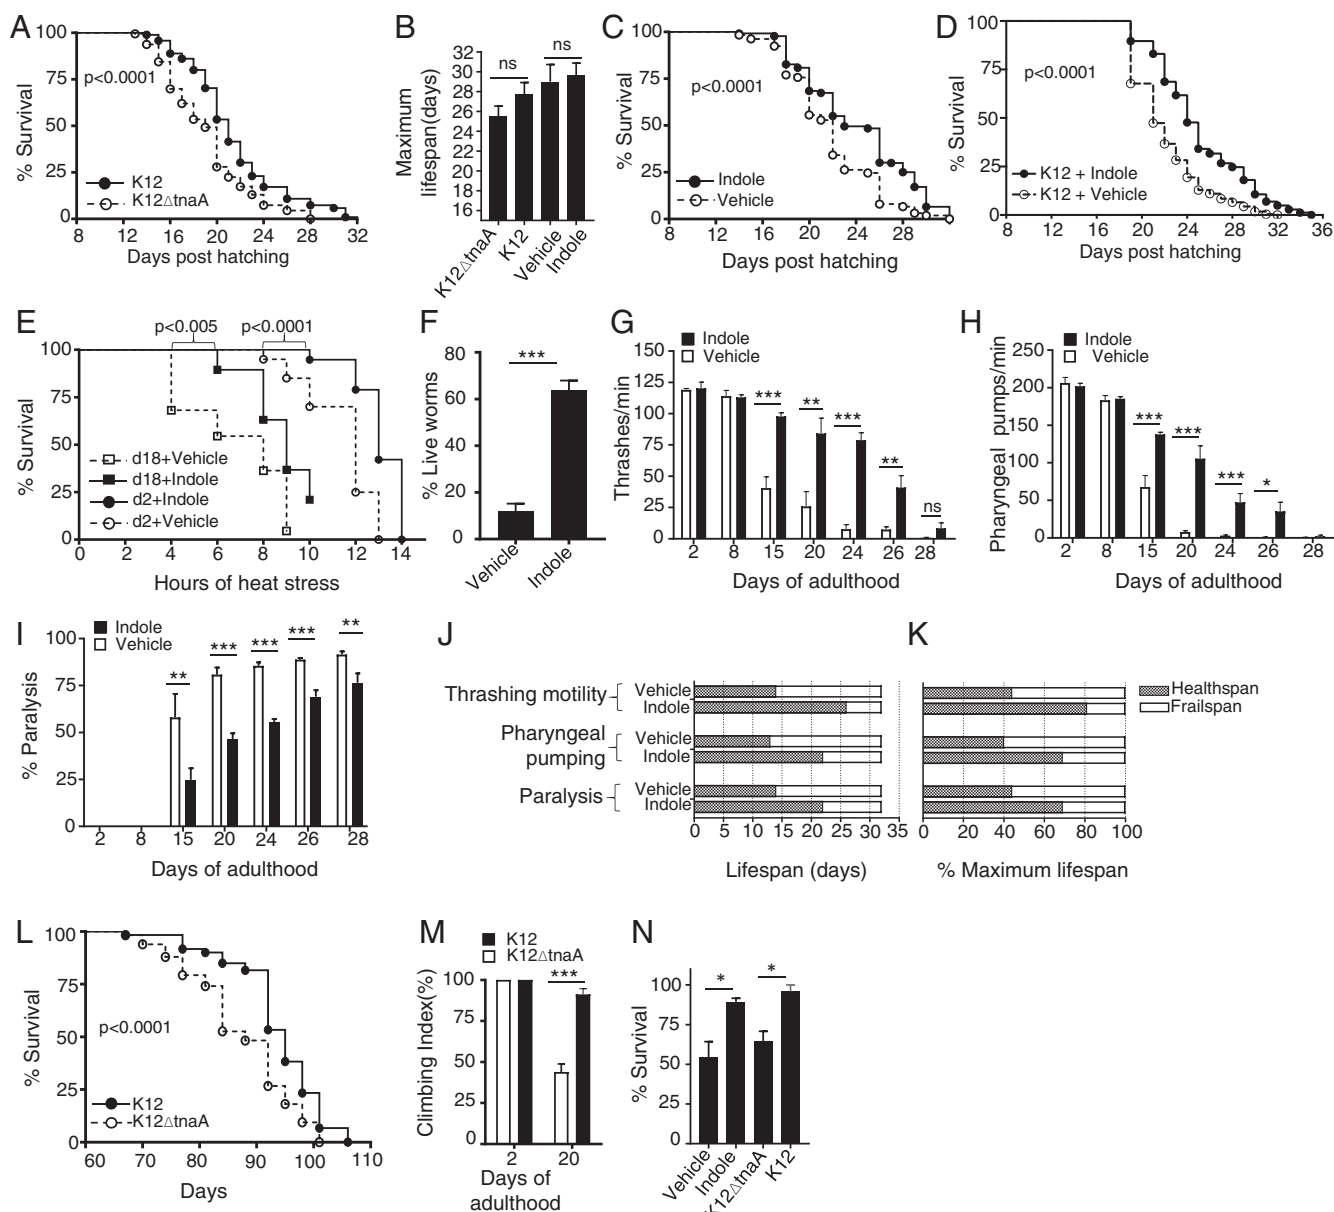 A
100
75
50
25
0
% Survival
p<0.0001
K12
K12△tnaA
8
12
16
20
24
28
32
Days post hatching
B
Maximum
lifespan(days)
32
30
28
26
24
22
20
18
16
ns
ns
K12△tnaA
K12
Vehicle
Indole
C
100
75
50
25
0
% Survival
p<0.0001
Indole
Vehicle
8
12
16
20
24
28
Days post hatching
D
100
75
50
25
0
% Survival
p<0.0001
K12 + Indole
K12 + Vehicle
8
12
16
20
24
28
32
36
Days post hatching
E
p<0.005
p<0.0001
100
75
50
25
0
% Survival
d18+Vehicle
d18+Indole
d2+Indole
d2+Vehicle
0
2
4
6
8
10
12
14
Hours of heat stress
F
% Live worms
80
60
40
20
0
***
Vehicle
Indole
G
Indole
Vehicle
Thrashes/min
150
125
100
75
50
25
0
***
**
***
**
ns
2
8
15
20
24
26
28
Days of adulthood
H
Indole
Vehicle
Pharyngeal pumps/min
250
200
150
100
50
0
***
***
***
*
2
8
15
20
24
26
28
Days of adulthood
I
Indole
Vehicle
% Paralysis
100
75
50
25
0
**
***
***
***
**
2
8
15
20
24
26
28
Days of adulthood
J
Thrashing motility
Vehicle
Indole
Pharyngeal
pumping
Vehicle
Indole
Paralysis
Vehicle
Indole
0
5
10
15
20
25
30
35
Lifespan (days)
K
Healthspan
Frailspan
0
20
40
60
80
100
% Maximum lifespan
L
100
75
50
25
0
% Survival
p<0.0001
K12
K12△tnaA
60
70
80
90
100
110
Days
M
K12
K12△tnaA
Climbing Index(%)
100
75
50
25
0
***
2
20
Days of
adulthood
N
% Survival
100
75
50
25
0
*
*
Vehicle
Indole
K12△tnaA
K12